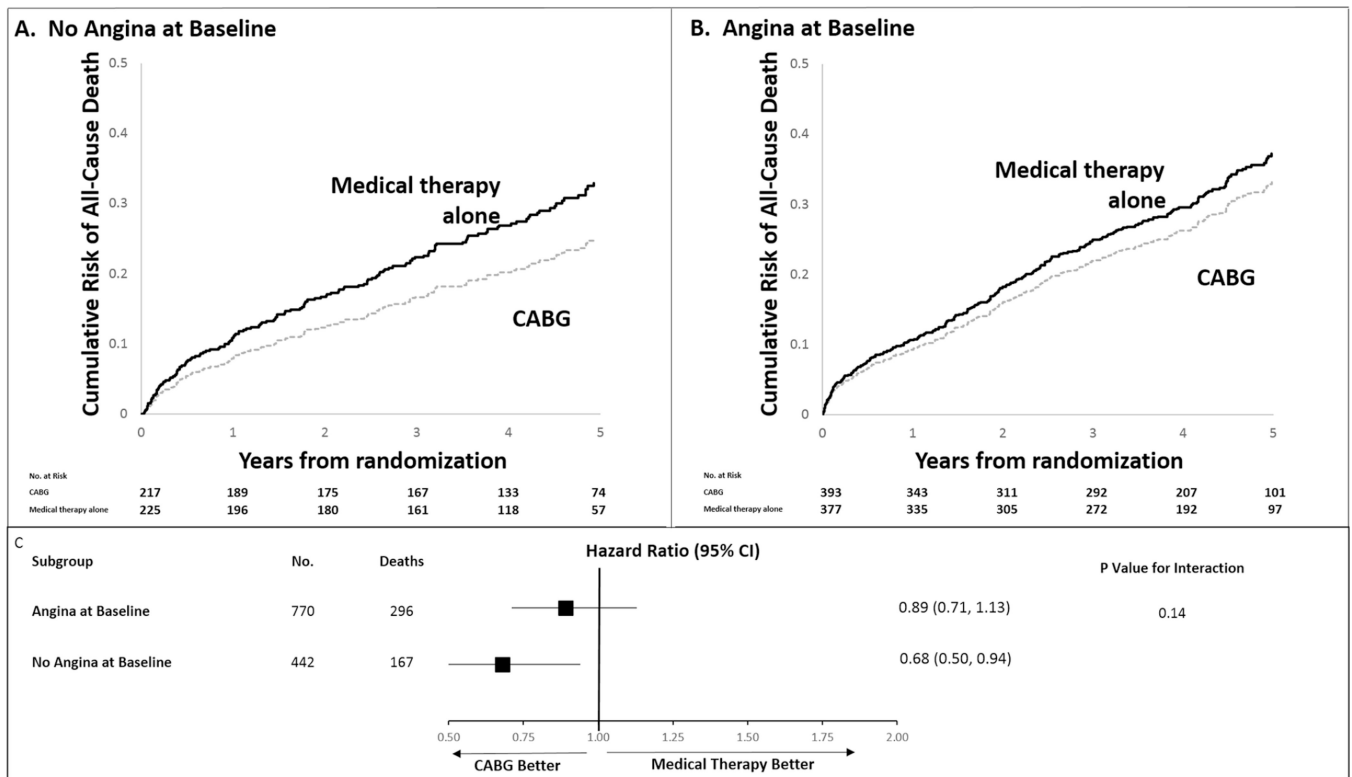 A. No Angina at Baseline
Cumulative Risk of All-Cause Death
0.5
0.4
0.3
0.2
0.1
0
Medical therapy
alone
CABG
0 1 2 3 4 5
Years from randomization
No. at Risk
CABG 217 189 175 167 133 74
Medical therapy alone 225 196 180 161 118 57
B. Angina at Baseline
Cumulative Risk of All-Cause Death
0.5
0.4
0.3
0.2
0.1
0
Medical therapy
alone
CABG
0 1 2 3 4 5
Years from randomization
No. at Risk
CABG 393 343 311 292 207 101
Medical therapy alone 377 335 305 272 192 97
C
Hazard Ratio (95% CI)
Subgroup No. Deaths P Value for Interaction
Angina at Baseline 770 296 0.89 (0.71, 1.13) 0.14
No Angina at Baseline 442 167 0.68 (0.50, 0.94)
0.50 0.75 1.00 1.25 1.50 1.75 2.00
CABG Better Medical Therapy Better